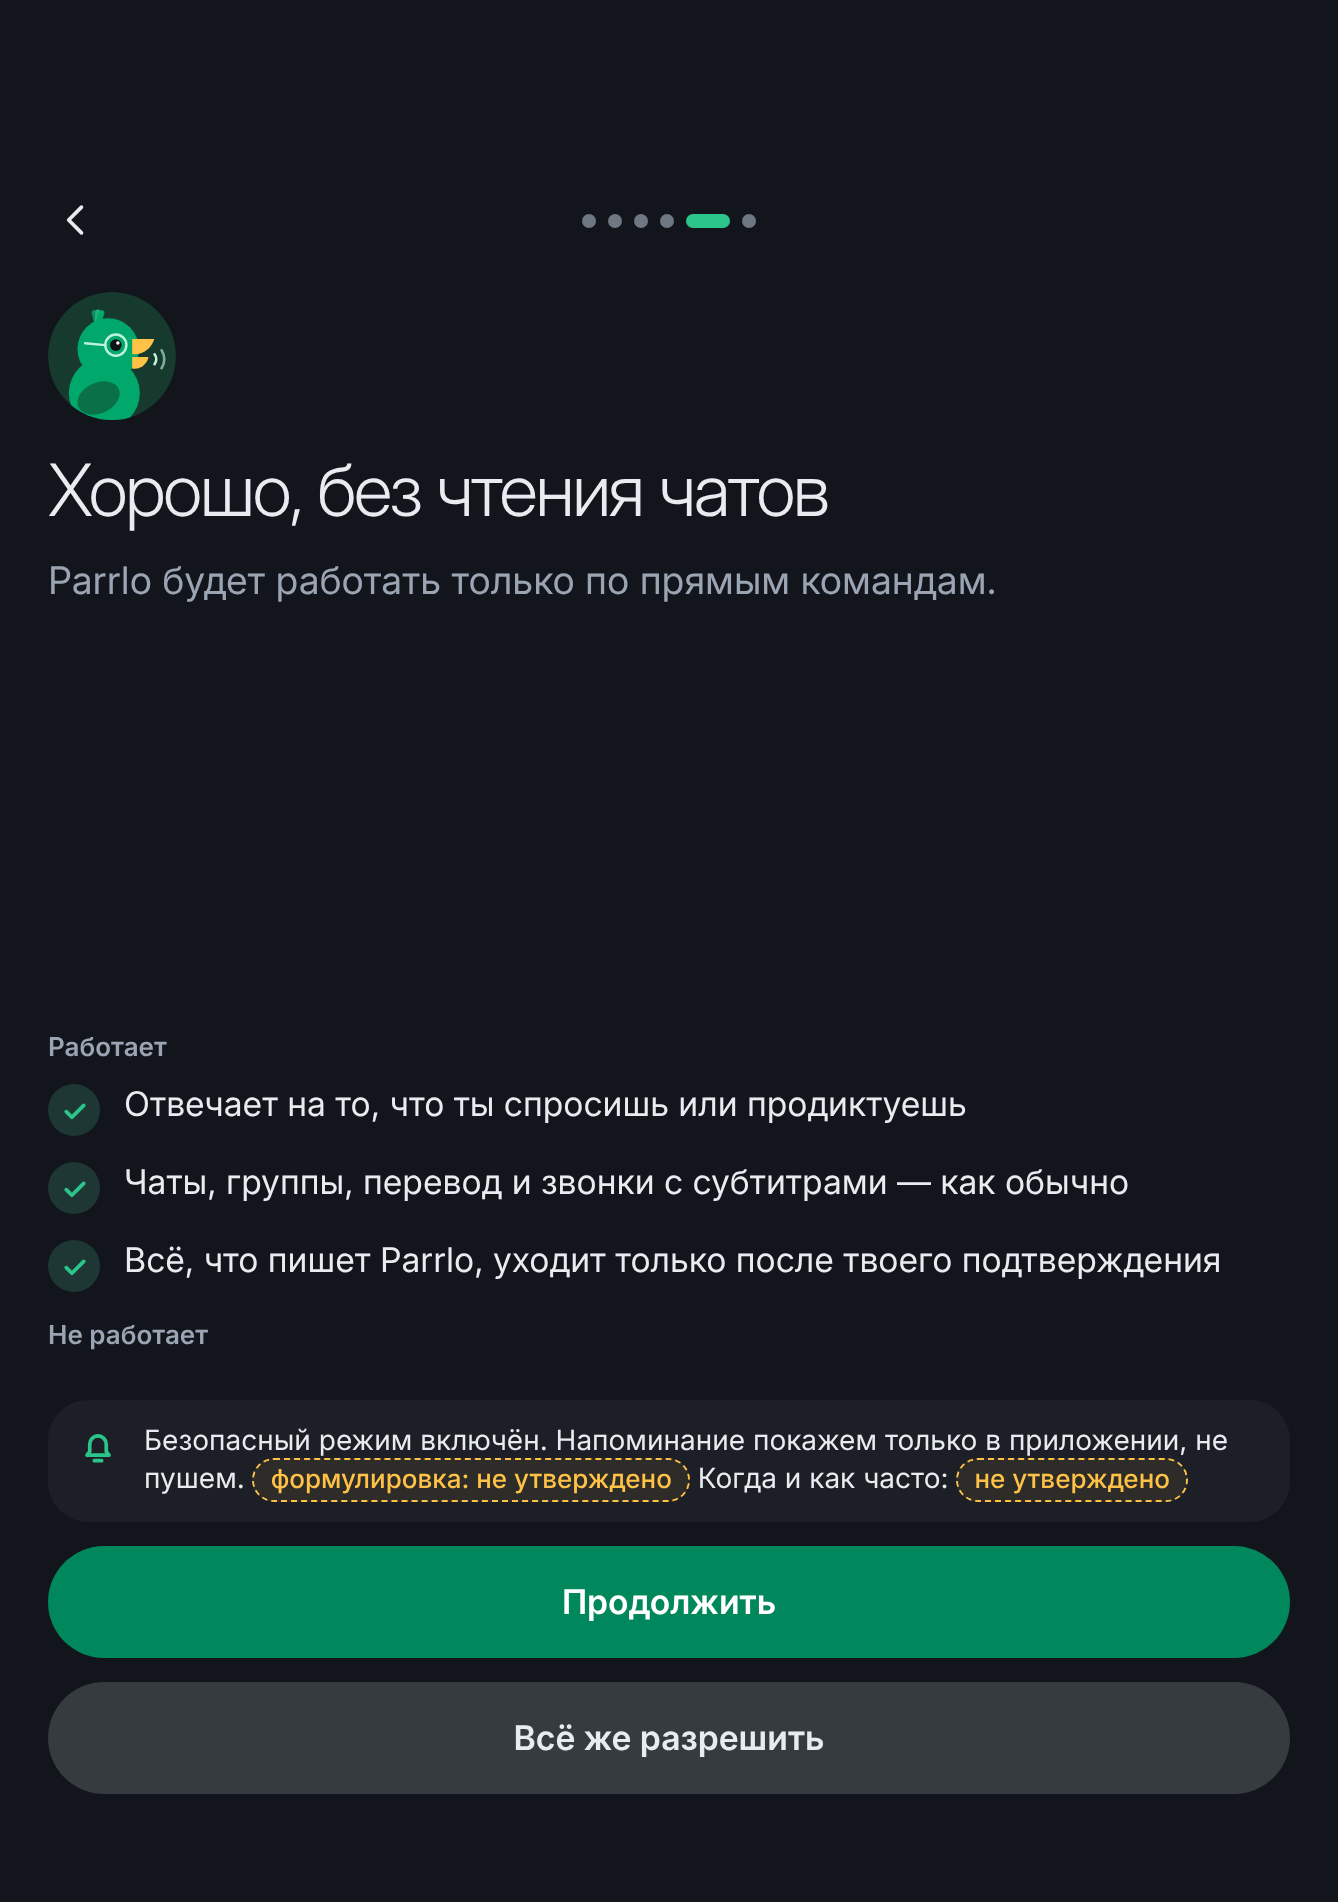 Хорошо, без чтения чатов
Parrlo будет работать только по прямым командам.
Работает
Отвечает на то, что ты спросишь или продиктуешь
Чаты, группы, перевод и звонки с субтитрами — как обычно
Всё, что пишет Parrlo, уходит только после твоего подтверждения
Не работает
Безопасный режим включён. Напоминание покажем только в приложении, не
пушем. формулировка: не утверждено Когда и как часто: не утверждено
Продолжить
Всё же разрешить